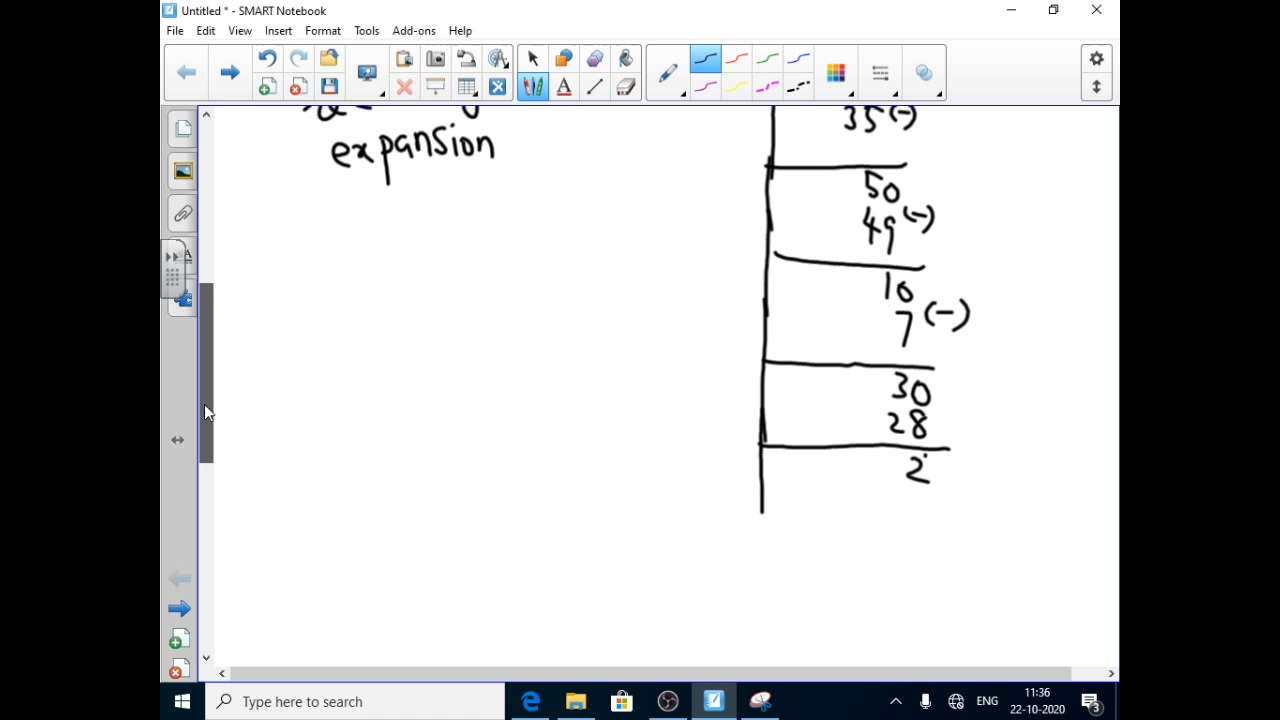 Untitled * - SMART Notebook
File Edit View Insert Format Tools Add-ons Help
expansion
35 (-)
50
49 (-)
10
7 (-)
30
28
2
Type here to search
ENG
11:36
22-10-2020
3